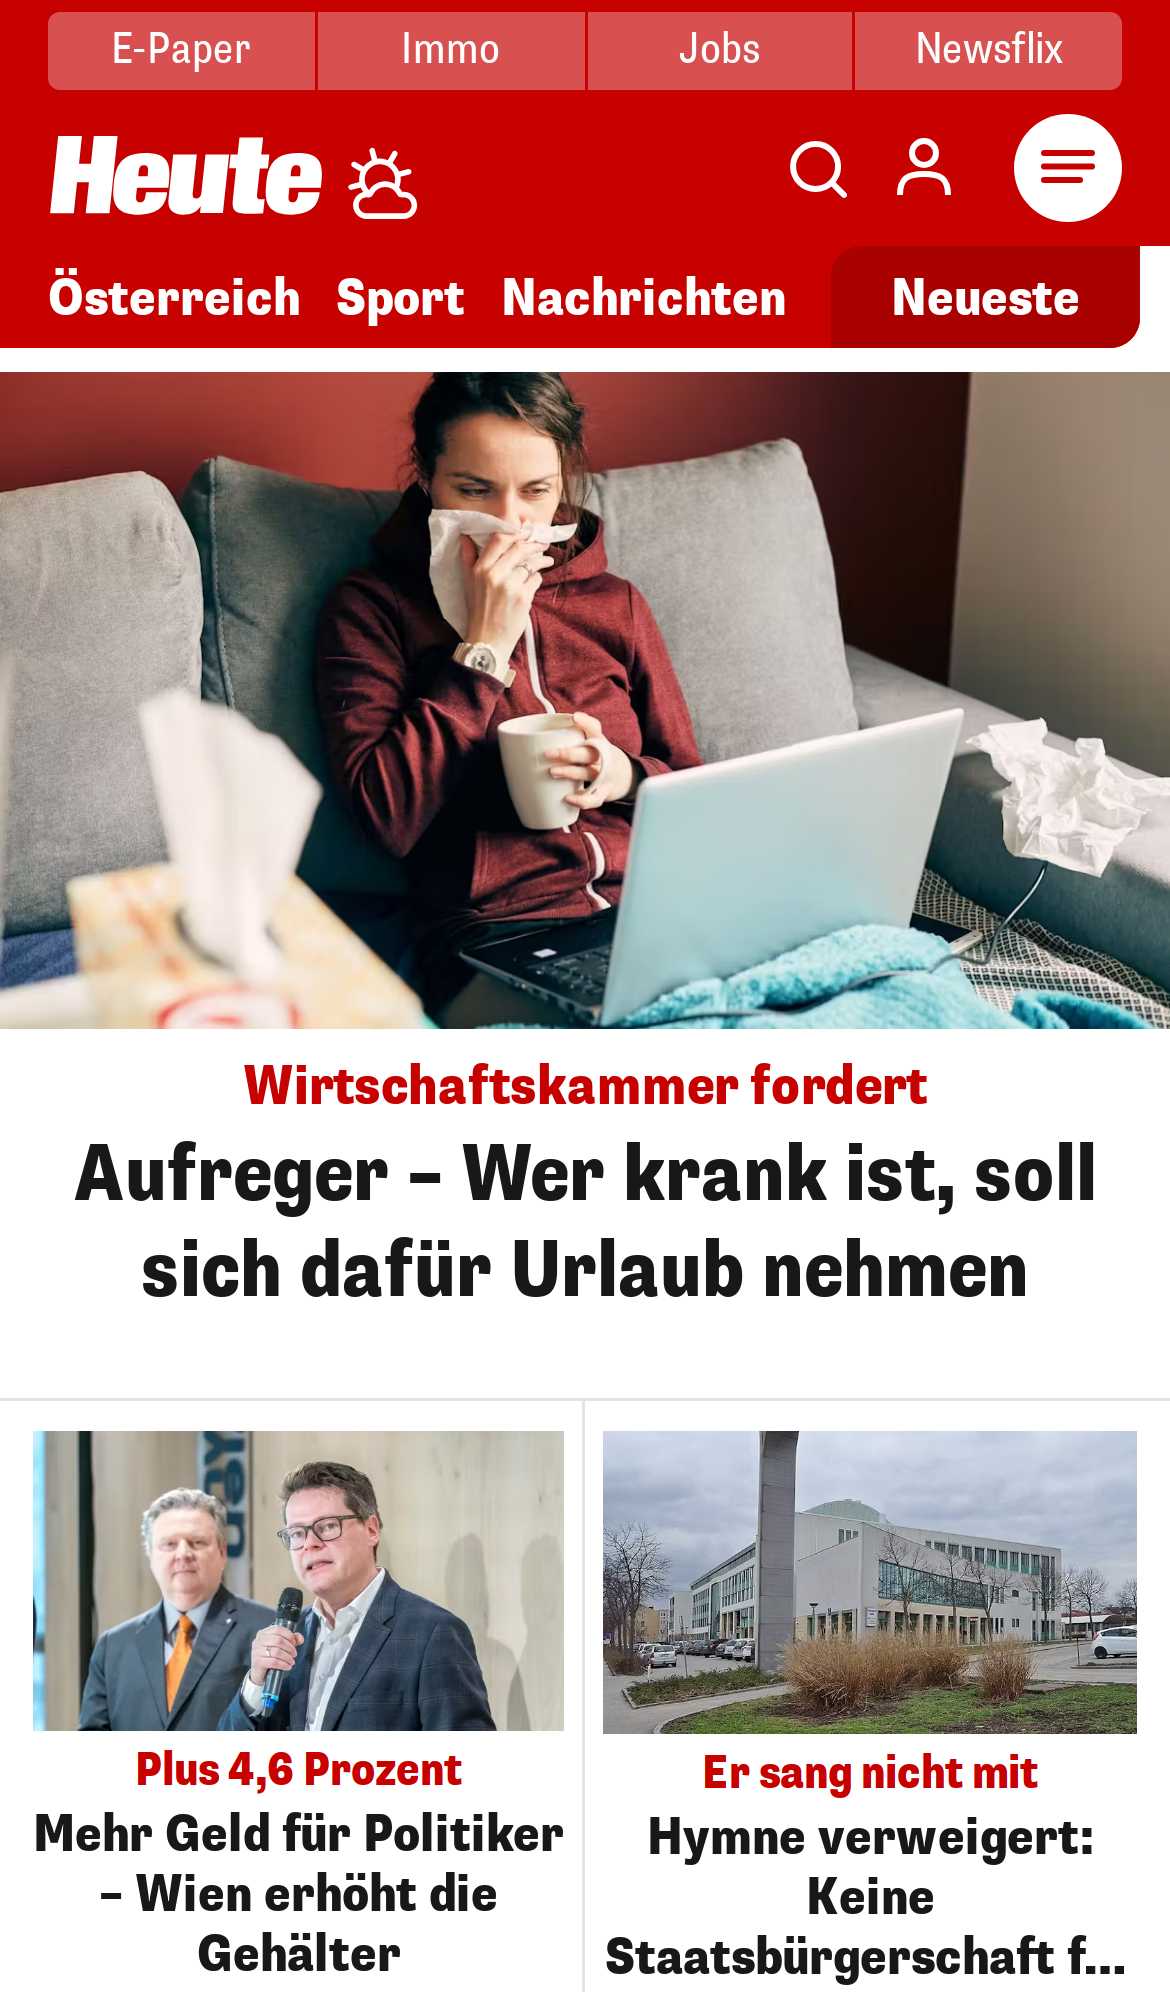 E-Paper
Immo
Jobs
Newsflix
Heute
Österreich
Sport
Nachrichten
Neueste
Wirtschaftskammer fordert
Aufreger – Wer krank ist, soll
sich dafür Urlaub nehmen
Plus 4,6 Prozent
Mehr Geld für Politiker
– Wien erhöht die
Gehälter
Er sang nicht mit
Hymne verweigert:
Keine
Staatsbürgerschaft f...